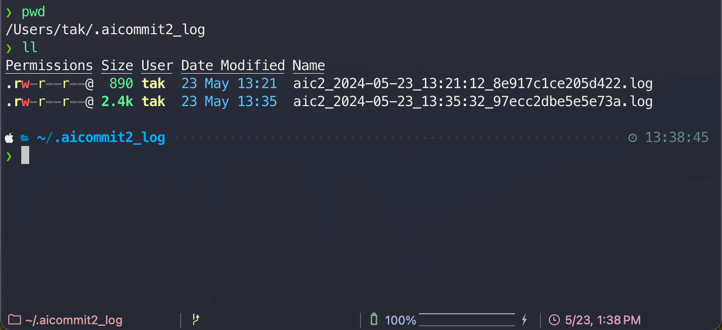 ❯ pwd
/Users/tak/.aicommit2_log
❯ ll
Permissions Size User Date Modified Name
.rw-r--r--@ 890 tak 23 May 13:21 aic2_2024-05-23_13:21:12_8e917c1ce205d422.log
.rw-r--r--@ 2.4k tak 23 May 13:35 aic2_2024-05-23_13:35:32_97ecc2dbe5e5e73a.log
~/.aicommit2_log 13:38:45
❯
~/.aicommit2_log 100% 5/23, 1:38 PM